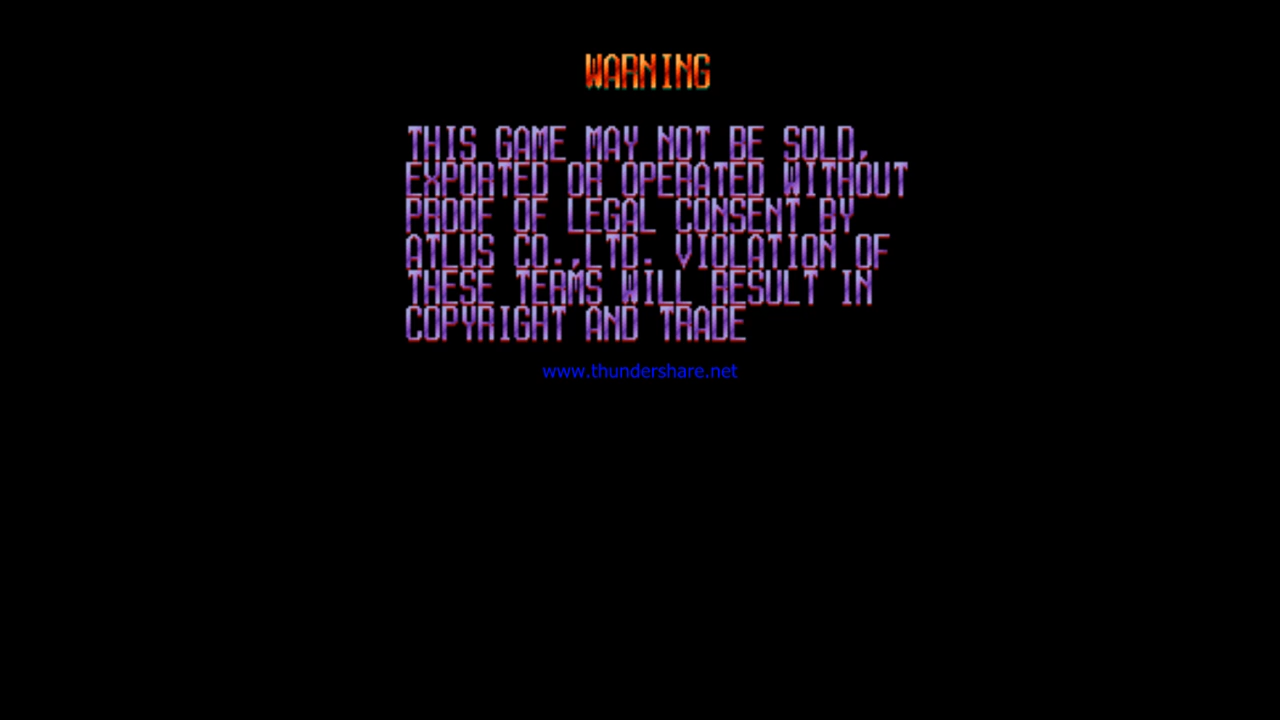 WARNING
THIS GAME MAY NOT BE SOLD,
EXPORTED OR OPERATED WITHOUT
PROOF OF LEGAL CONSENT BY
ATLUS CO.,LTD. VIOLATION OF
THESE TERMS WILL RESULT IN
COPYRIGHT AND TRADE
www.thundershare.net